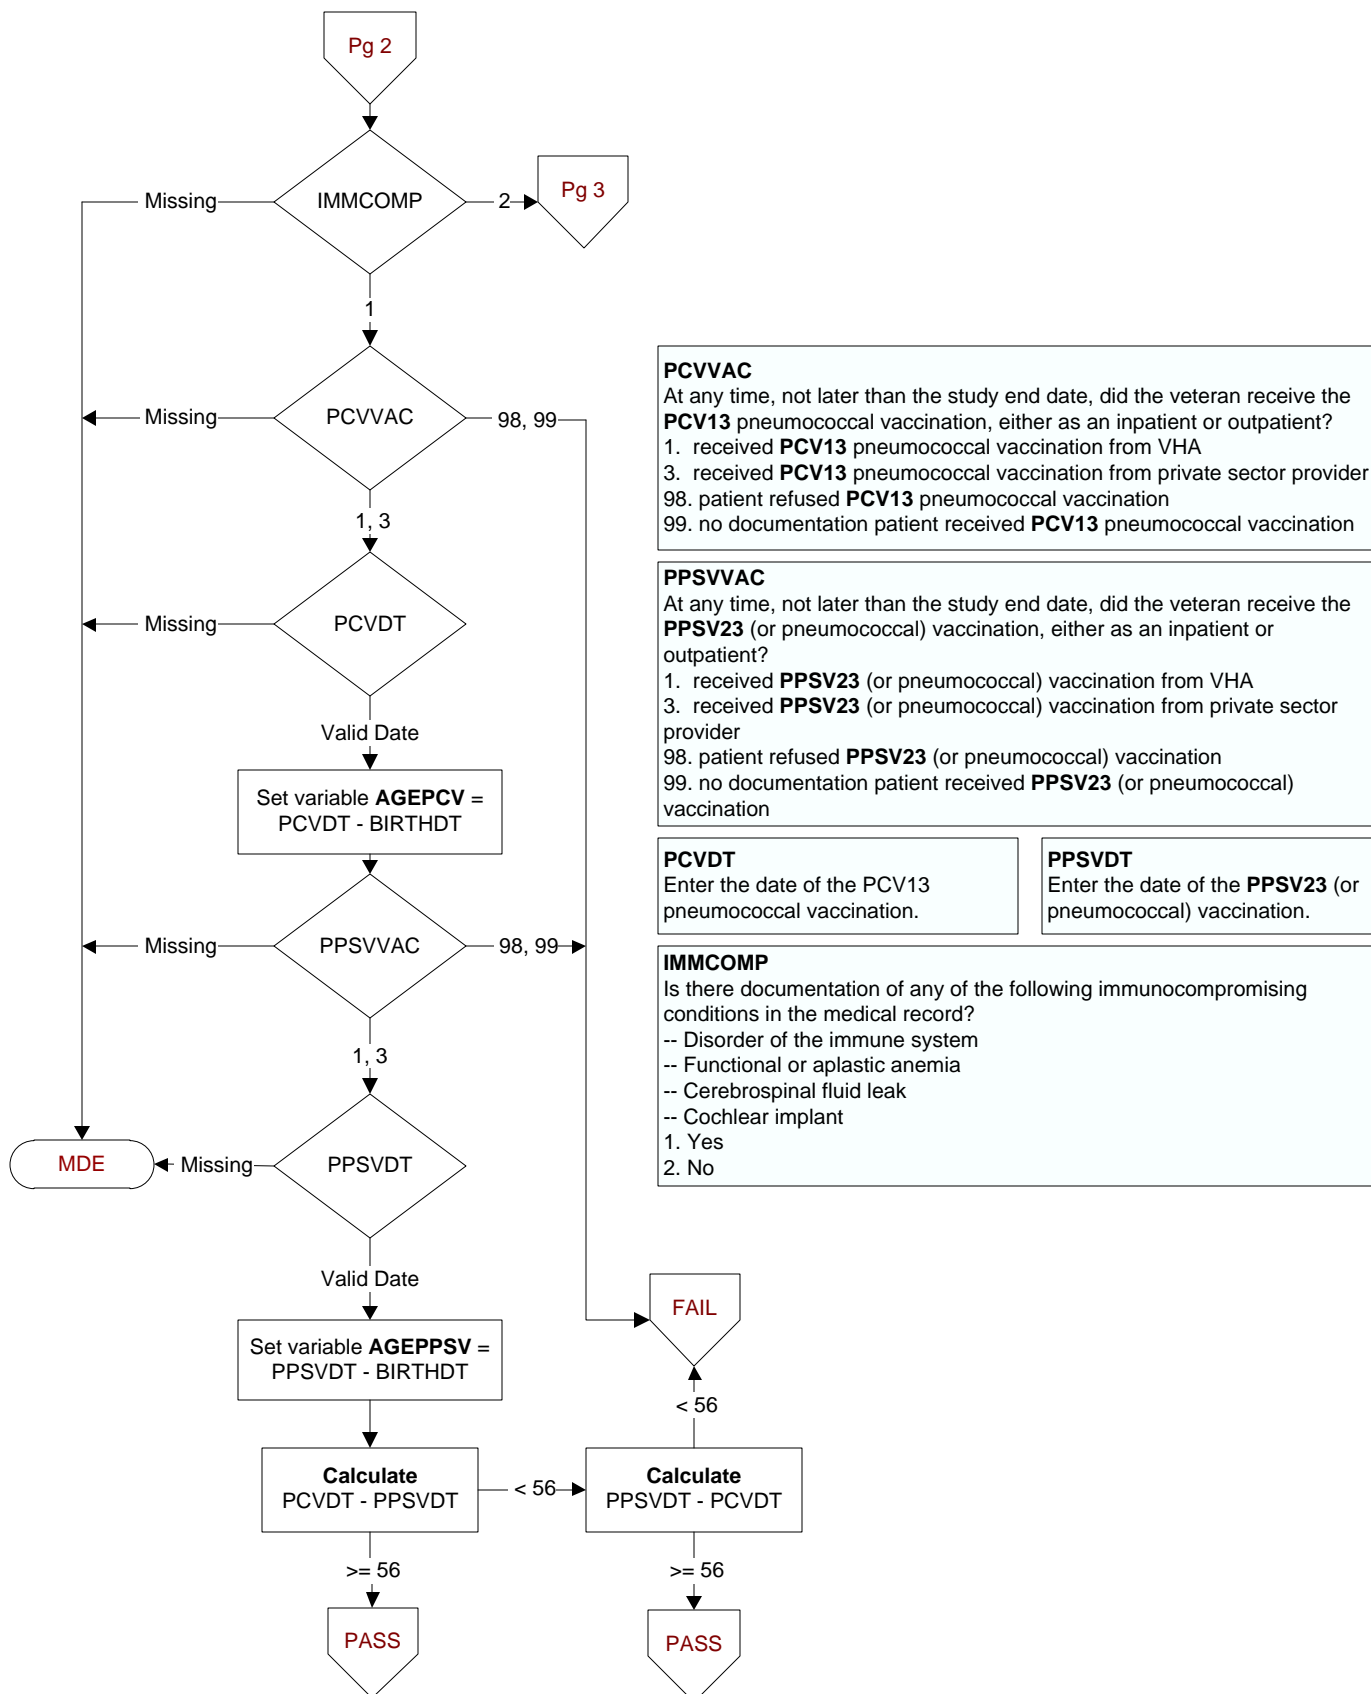 Pg 2
IMMCOMP
Missing
2
Pg 3
1
PCVVAC
Missing
98, 99
1, 3
PCVDT
Missing
Valid Date
Set variable AGEPCV =
PCVDT - BIRTHDT
PPSVVAC
Missing
98, 99
1, 3
MDE
Missing
PPSVDT
Valid Date
Set variable AGEPPSV =
PPSVDT - BIRTHDT
FAIL
< 56
Calculate
PCVDT - PPSVDT
< 56
Calculate
PPSVDT - PCVDT
>= 56
>= 56
PASS
PASS
PCVVAC
At any time, not later than the study end date, did the veteran receive the
PCV13 pneumococcal vaccination, either as an inpatient or outpatient?
1. received PCV13 pneumococcal vaccination from VHA
3. received PCV13 pneumococcal vaccination from private sector provider
98. patient refused PCV13 pneumococcal vaccination
99. no documentation patient received PCV13 pneumococcal vaccination
PPSVVAC
At any time, not later than the study end date, did the veteran receive the
PPSV23 (or pneumococcal) vaccination, either as an inpatient or
outpatient?
1. received PPSV23 (or pneumococcal) vaccination from VHA
3. received PPSV23 (or pneumococcal) vaccination from private sector
provider
98. patient refused PPSV23 (or pneumococcal) vaccination
99. no documentation patient received PPSV23 (or pneumococcal)
vaccination
PCVDT
Enter the date of the PCV13
pneumococcal vaccination.
PPSVDT
Enter the date of the PPSV23 (or
pneumococcal) vaccination.
IMMCOMP
Is there documentation of any of the following immunocompromising
conditions in the medical record?
-- Disorder of the immune system
-- Functional or aplastic anemia
-- Cerebrospinal fluid leak
-- Cochlear implant
1. Yes
2. No